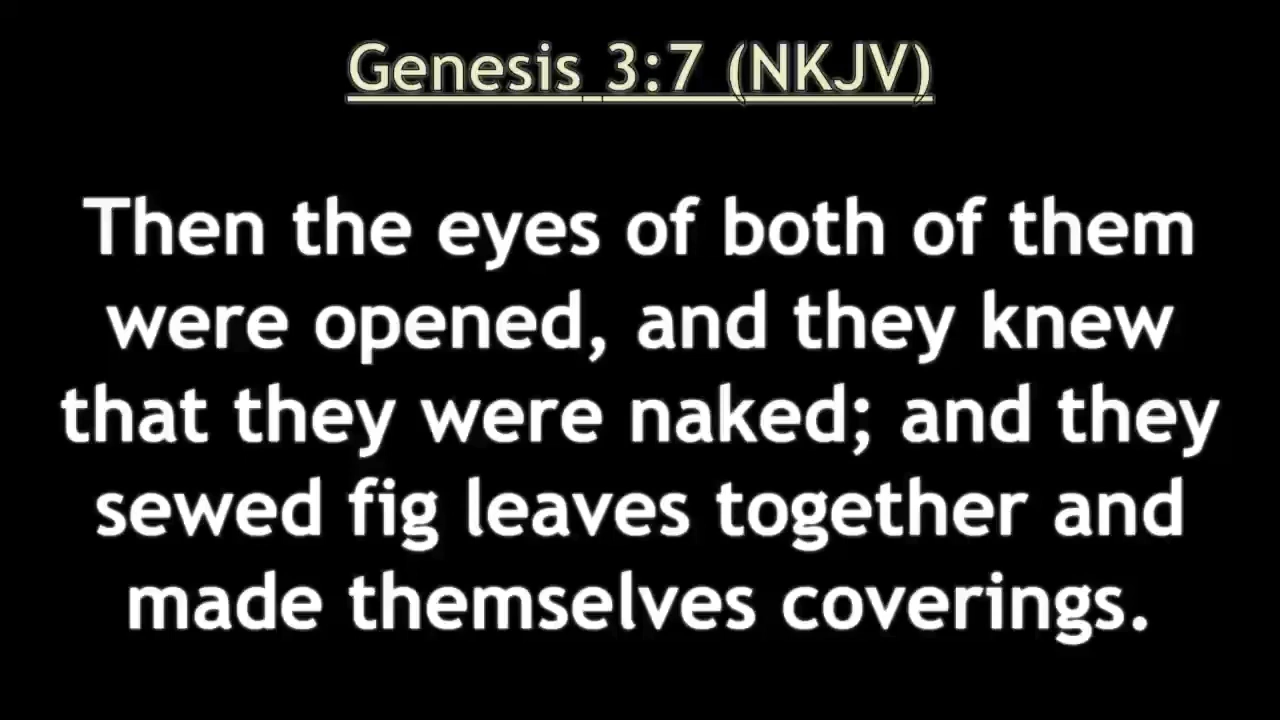 Genesis 3:7 (NKJV)
Then the eyes of both of them
were opened, and they knew
that they were naked; and they
sewed fig leaves together and
made themselves coverings.